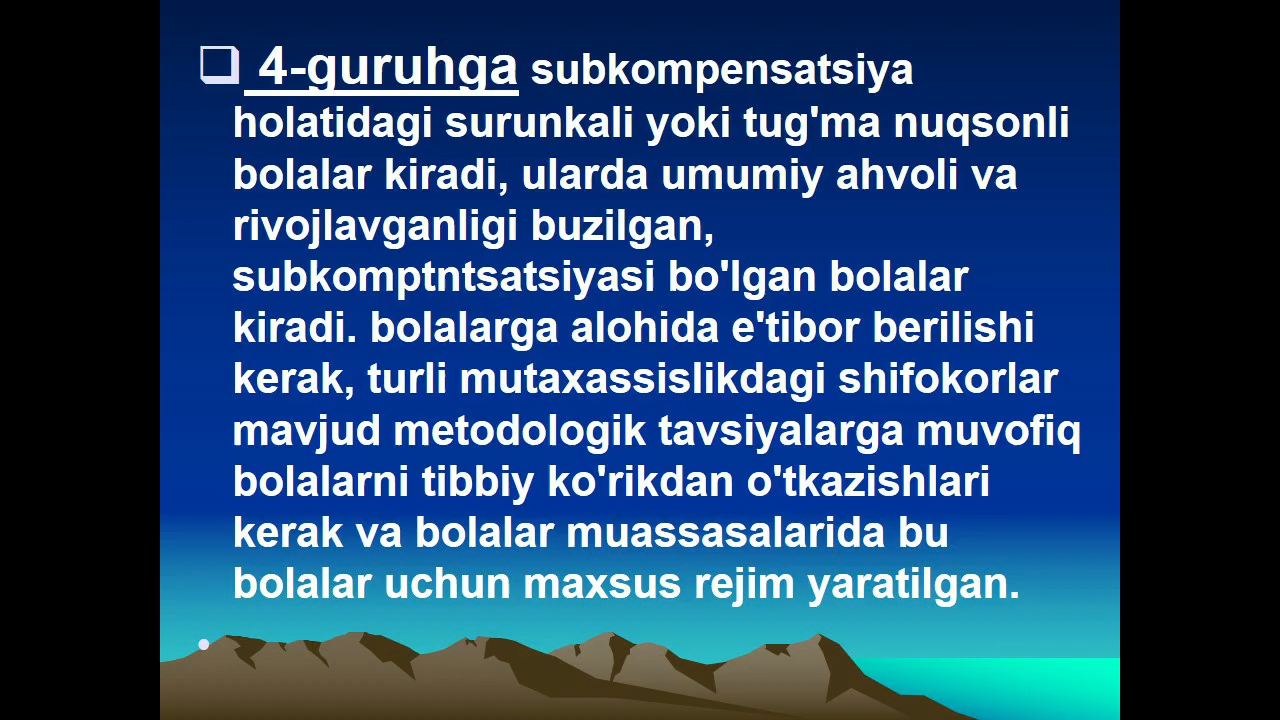 4-guruhga subkompensatsiya
holatidagi surunkali yoki tug'ma nuqsonli
bolalar kiradi, ularda umumiy ahvoli va
rivojlavganligi buzilgan,
subkomptntsatsiyasi bo'lgan bolalar
kiradi. bolalarga alohida e'tibor berilishi
kerak, turli mutaxassislikdagi shifokorlar
mavjud metodologik tavsiyalarga muvofiq
bolalarni tibbiy ko'rikdan o'tkazishlari
kerak va bolalar muassasalarida bu
bolalar uchun maxsus rejim yaratilgan.